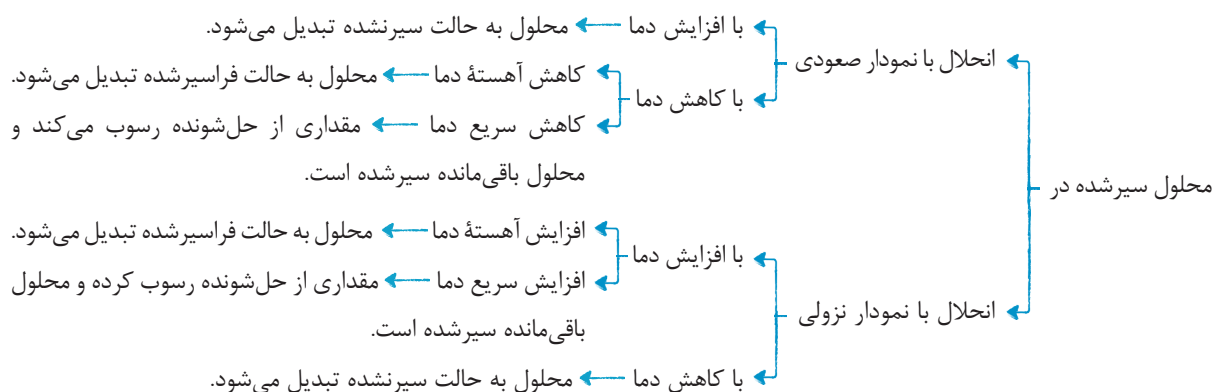 محلول سیرشده در
انحلال با نمودار صعودی
با افزایش دما
محلول به حالت سیرنشده تبدیل می‌شود.
با کاهش دما
کاهش آهستهٔ دما
محلول به حالت فراسیرشده تبدیل می‌شود.
کاهش سریع دما
مقداری از حل‌شونده رسوب می‌کند و
محلول باقی‌مانده سیرشده است.
انحلال با نمودار نزولی
با افزایش دما
افزایش آهستهٔ دما
محلول به حالت فراسیرشده تبدیل می‌شود.
افزایش سریع دما
مقداری از حل‌شونده رسوب کرده و محلول
باقی‌مانده سیرشده است.
با کاهش دما
محلول به حالت سیرنشده تبدیل می‌شود.